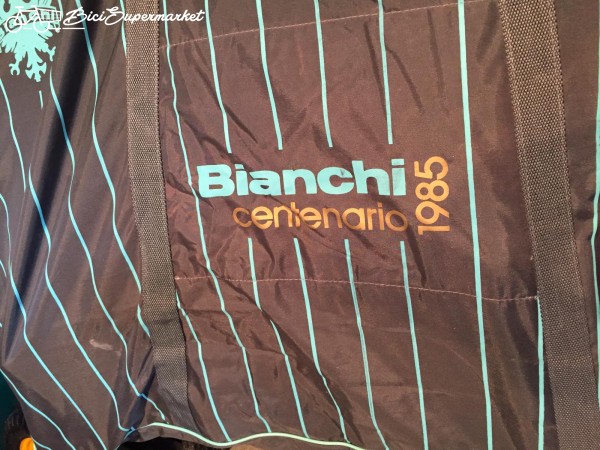 BiciSupermarket
Bianchi
centenario
1985